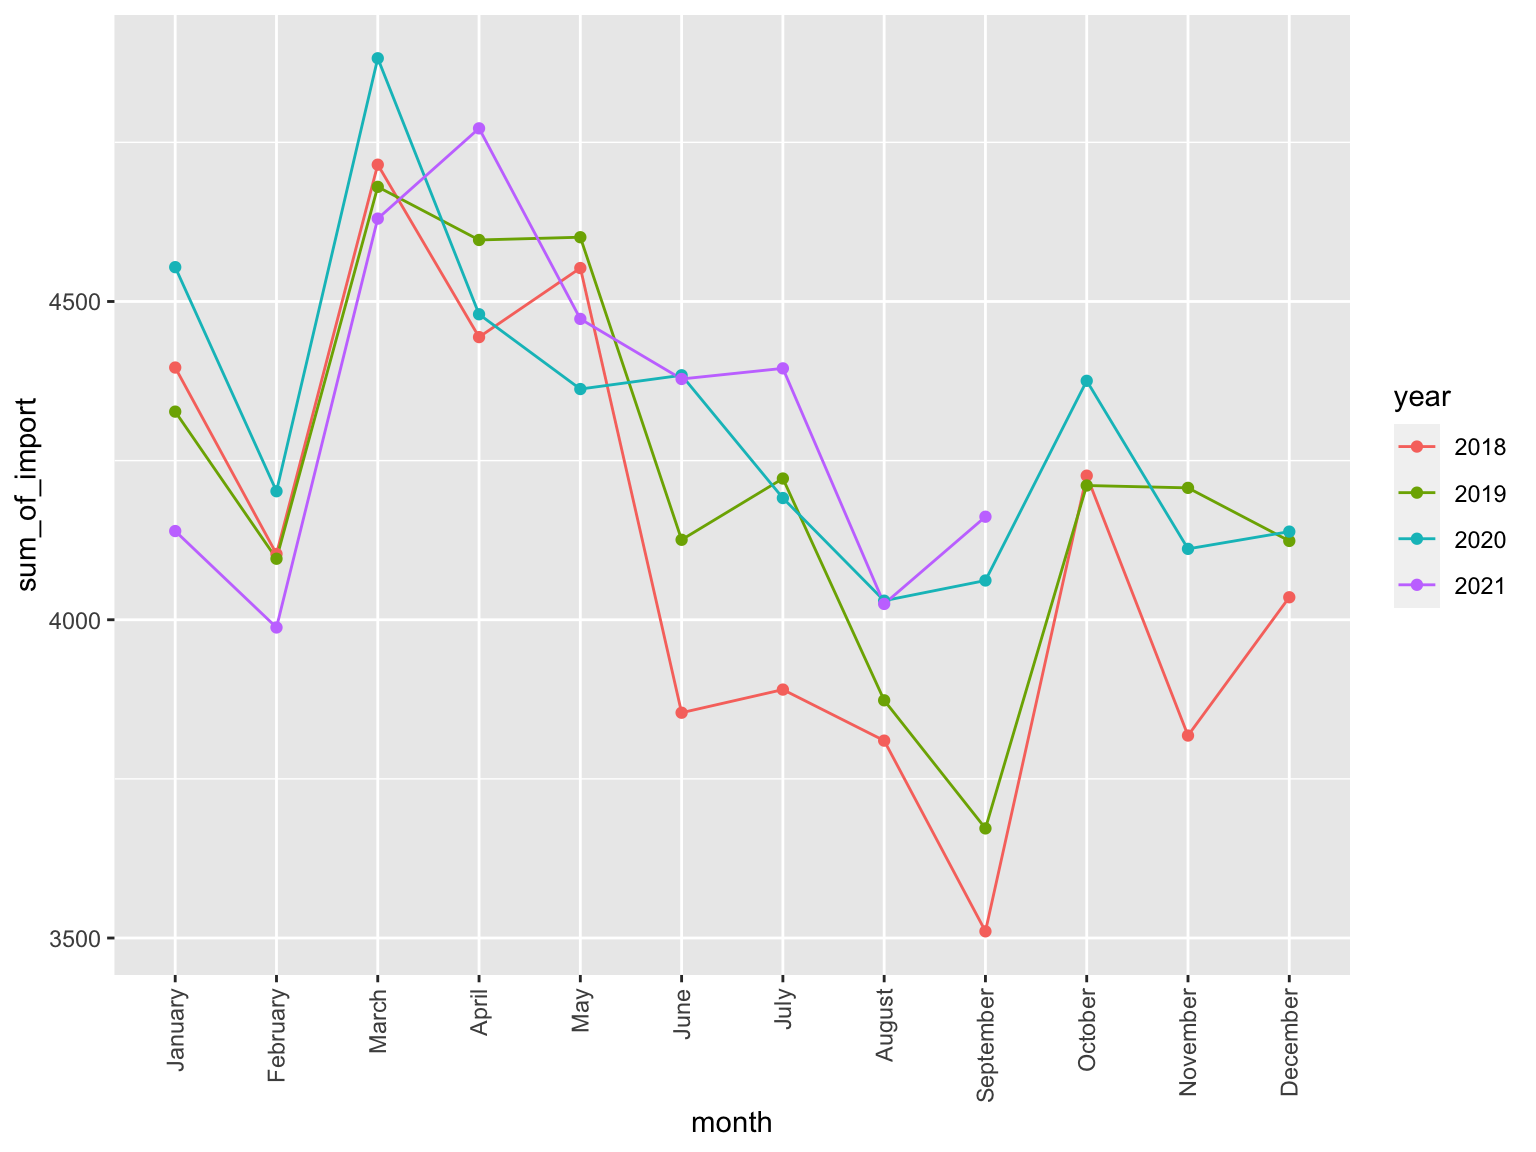 sum_of_import
4500
4000
3500
January
February
March
April
May
June
July
August
September
October
November
December
month
year
2018
2019
2020
2021